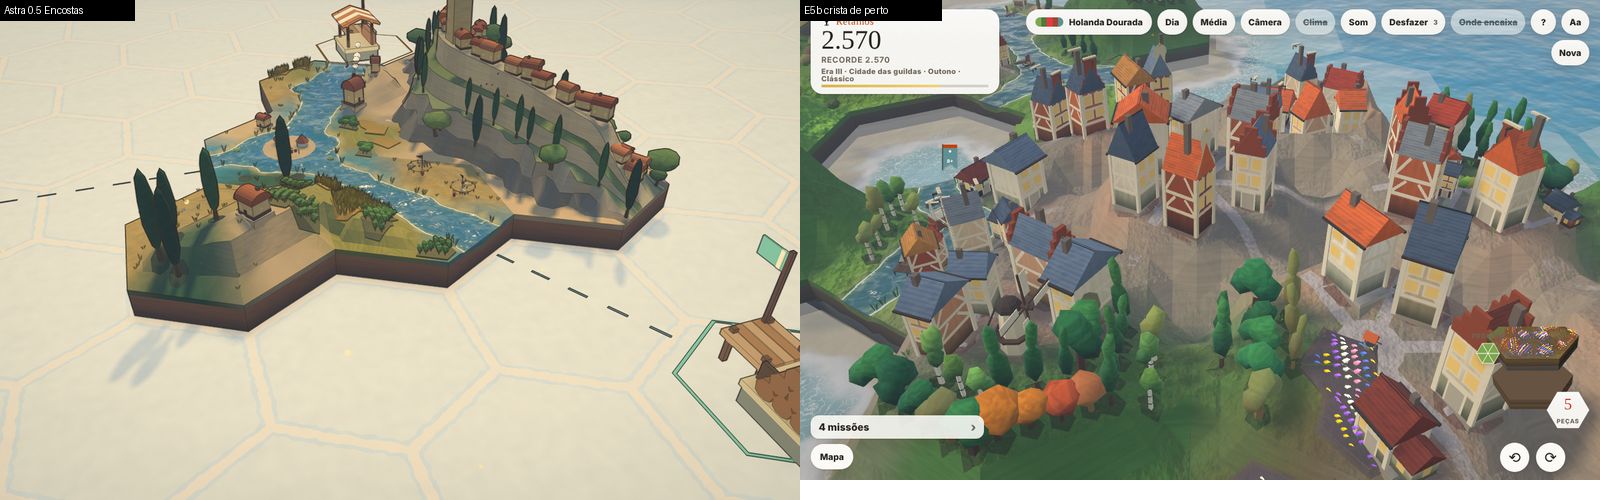 Astra 0.5 Encostas
E5b crista de perto
Retalhos
2.570
RECORDE 2.570
Era III · Cidade das guildas · Outono ·
Clássico
Holanda Dourada
Dia
Média
Câmera
Clima
Som
Desfazer 3
Onde encaixa
?
Aa
Nova
8+
4 missões ›
Mapa
5
PEÇAS
⟲
⟳